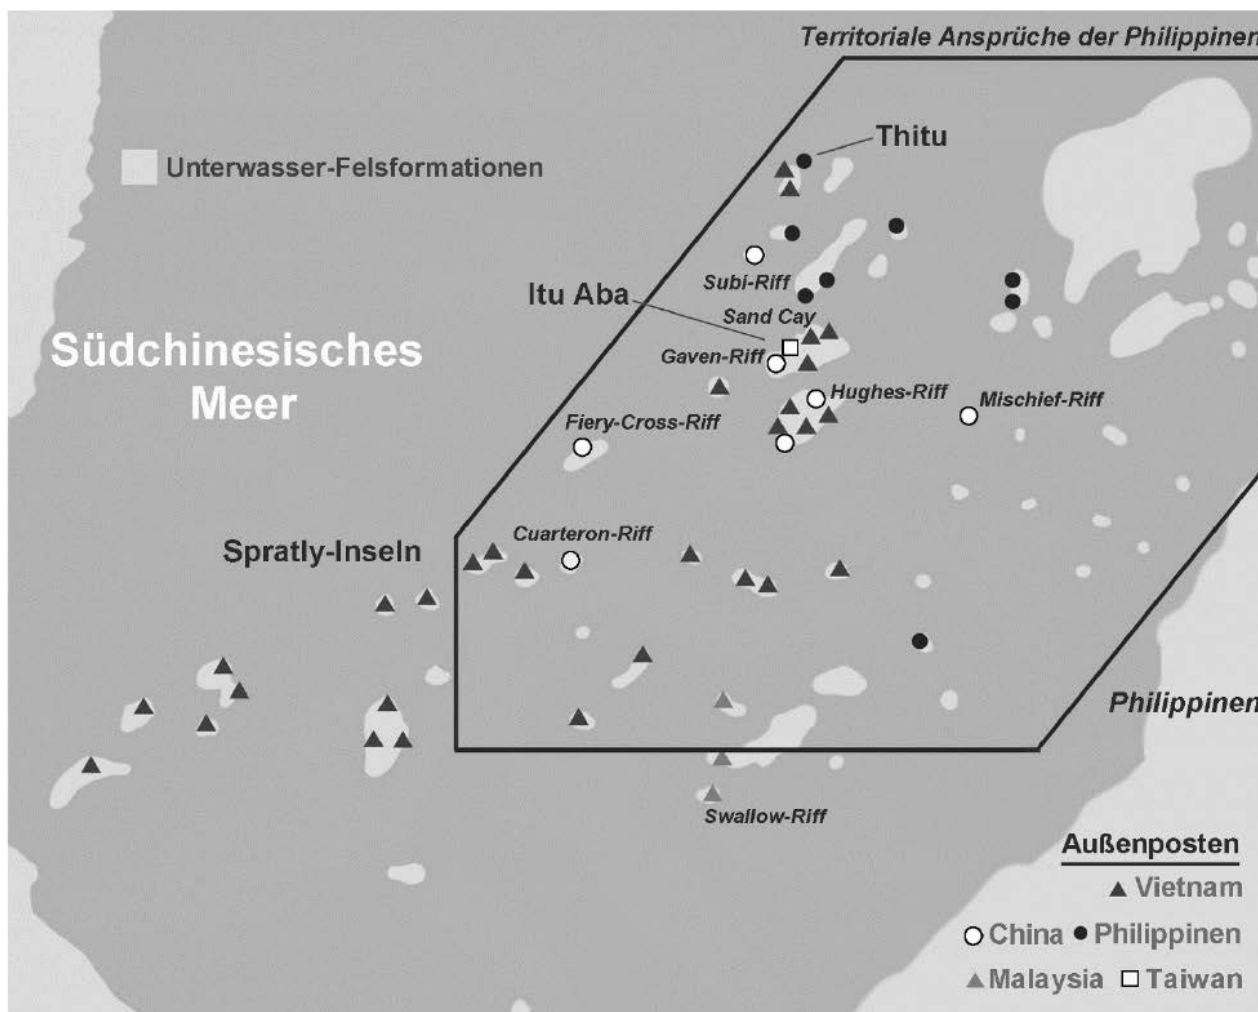 Territoriale Ansprüche der Philippinen
Thitu
Unterwasser-Felsformationen
Subi-Riff
Itu Aba
Sand Cay
Südchinesisches
Meer
Gaven-Riff
Hughes-Riff
Mischief-Riff
Fiery-Cross-Riff
Cuarteron-Riff
Spratly-Inseln
Philippinen
Swallow-Riff
Außenposten
Vietnam
China Philippinen
Malaysia Taiwan